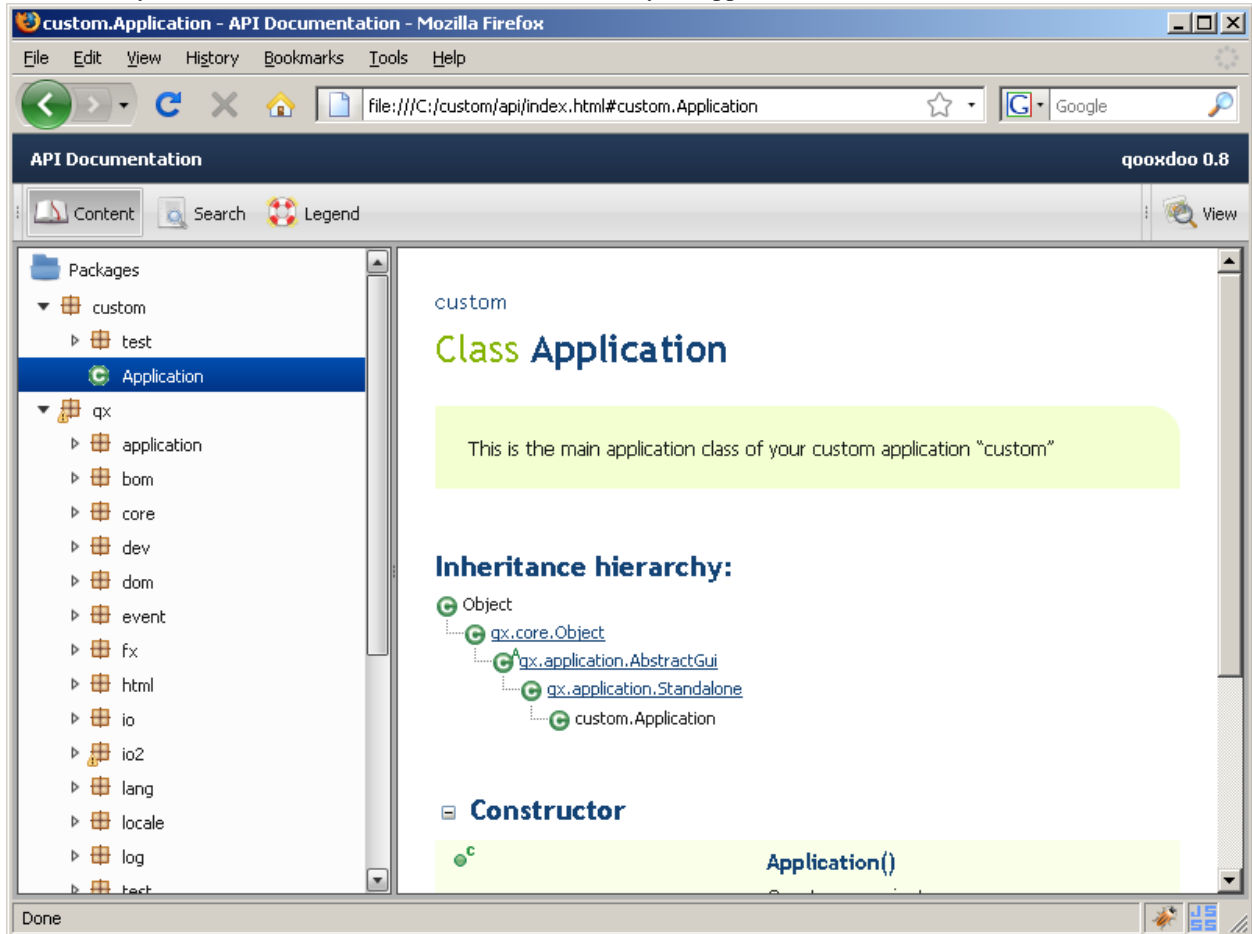 custom.Application - API Documentation - Mozilla Firefox
File Edit View History Bookmarks Tools Help
file:///C:/custom/api/index.html#custom.Application
G Google
API Documentation
qooxdoo 0.8
Content Search Legend
View
Packages
custom
test
Application
qx
application
bom
core
dev
dom
event
fx
html
io
io2
lang
locale
log
test
custom
Class Application
This is the main application class of your custom application "custom"
Inheritance hierarchy:
C Object
C qx.core.Object
C A qx.application.AbstractGui
C qx.application.Standalone
C custom.Application
Constructor
C
Application()
Done
JS